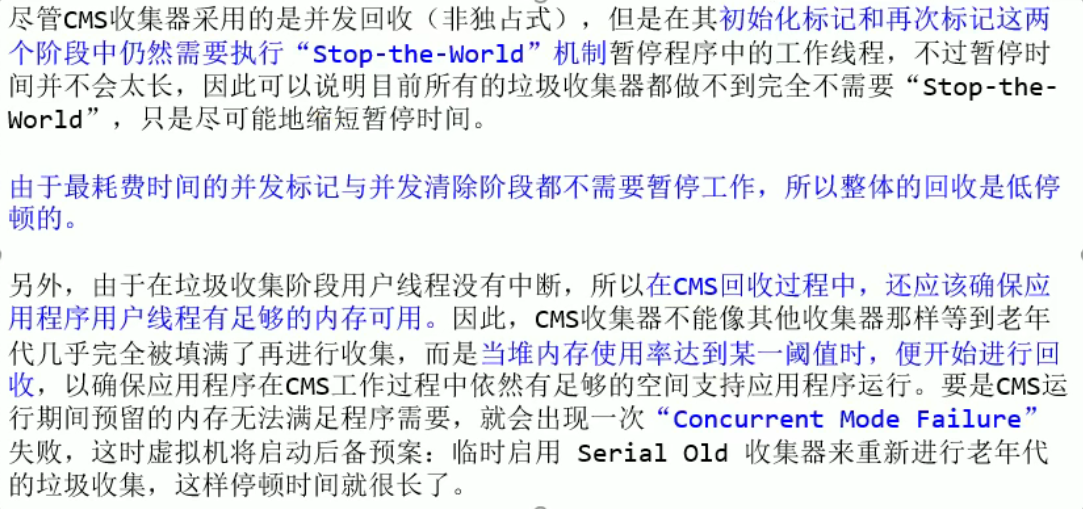 尽管CMS收集器采用的是并发回收（非独占式），但是在其初始化标记和再次标记这两
个阶段中仍然需要执行“Stop-the-World”机制暂停程序中的工作线程，不过暂停时
间并不会太长，因此可以说明目前所有的垃圾收集器都做不到完全不需要“Stop-the-
World”，只是尽可能地缩短暂停时间。
由于最耗费时间的并发标记与并发清除阶段都不需要暂停工作，所以整体的回收是低停
顿的。
另外，由于在垃圾收集阶段用户线程没有中断，所以在CMS回收过程中，还应该确保应
用程序用户线程有足够的内存可用。因此，CMS收集器不能像其他收集器那样等到老年
代几乎完全被填满了再进行收集，而是当堆内存使用率达到某一阈值时，便开始进行回
收，以确保应用程序在CMS工作过程中依然有足够的空间支持应用程序运行。要是CMS运
行期间预留的内存无法满足程序需要，就会出现一次“Concurrent Mode Failure”
失败，这时虚拟机将启动后备预案：临时启用 Serial Old 收集器来重新进行老年代
的垃圾收集，这样停顿时间就很长了。